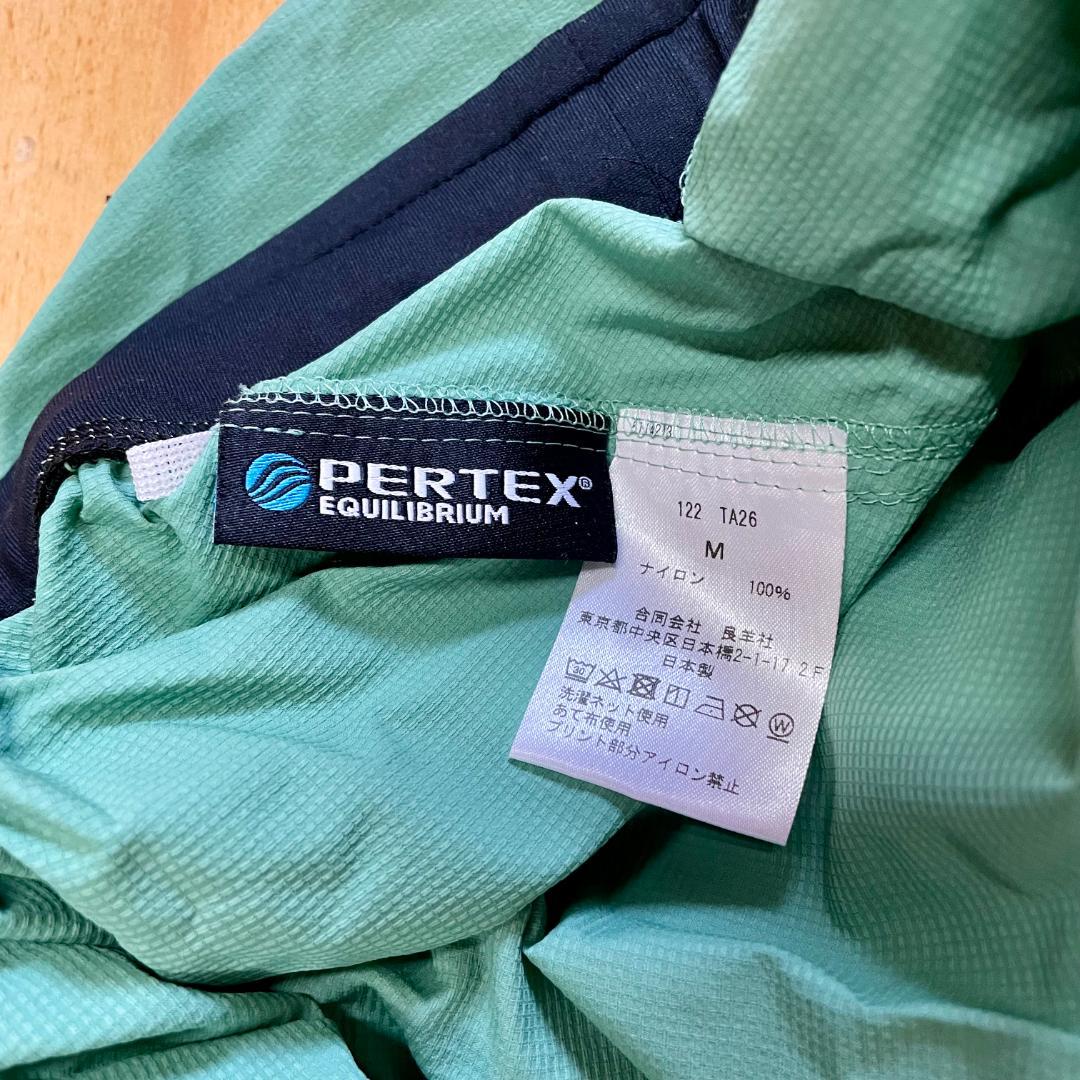 PERTEX®
EQUILIBRIUM
122 TA26
M
ナイロン 100%
合同会社 良羊社
東京都中央区日本橋2-1-17 2F
日本製
30
W
洗濯ネット使用
あて布使用
プリント部分アイロン禁止